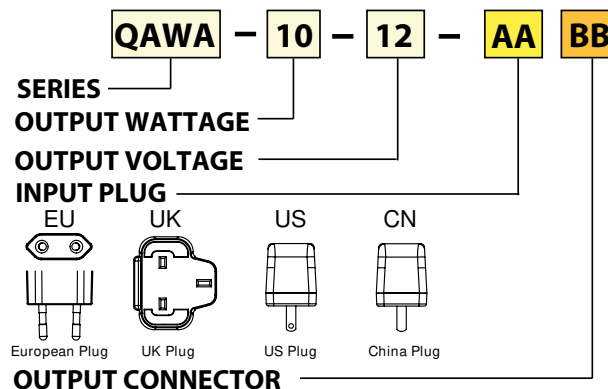 QAWA – 10 – 12 – AA BB
SERIES
OUTPUT WATTAGE
OUTPUT VOLTAGE
INPUT PLUG
EU UK US CN
European Plug UK Plug US Plug China Plug
OUTPUT CONNECTOR